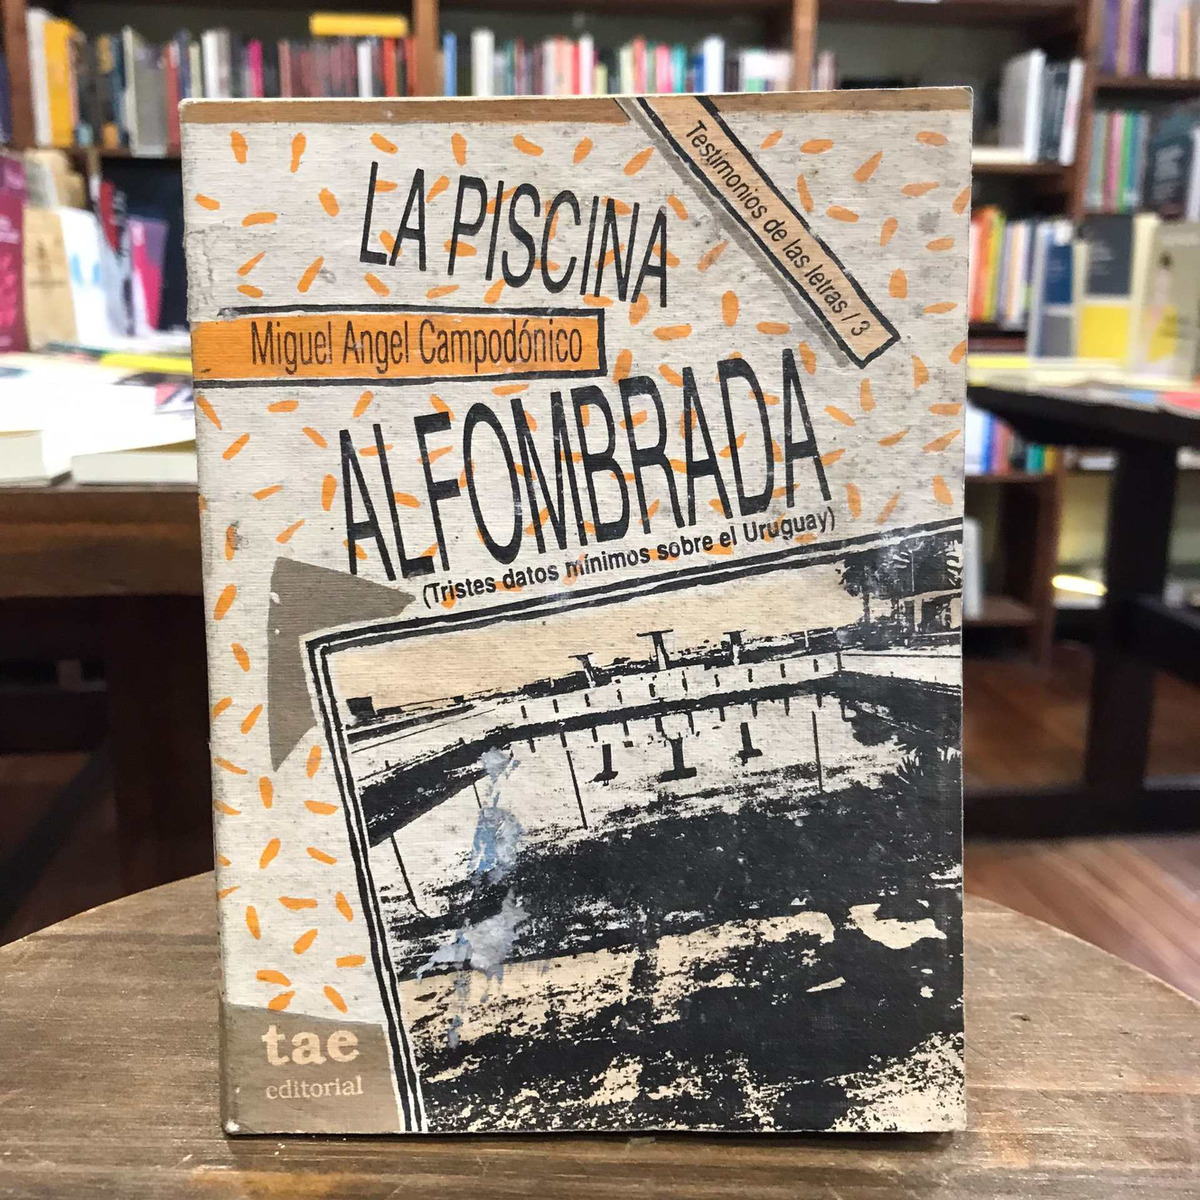 Testimonios de las letras / 3
LA PISCINA
Miguel Angel Campodónico
ALFOMBRADA
(Tristes datos mínimos sobre el Uruguay)
tae
editorial